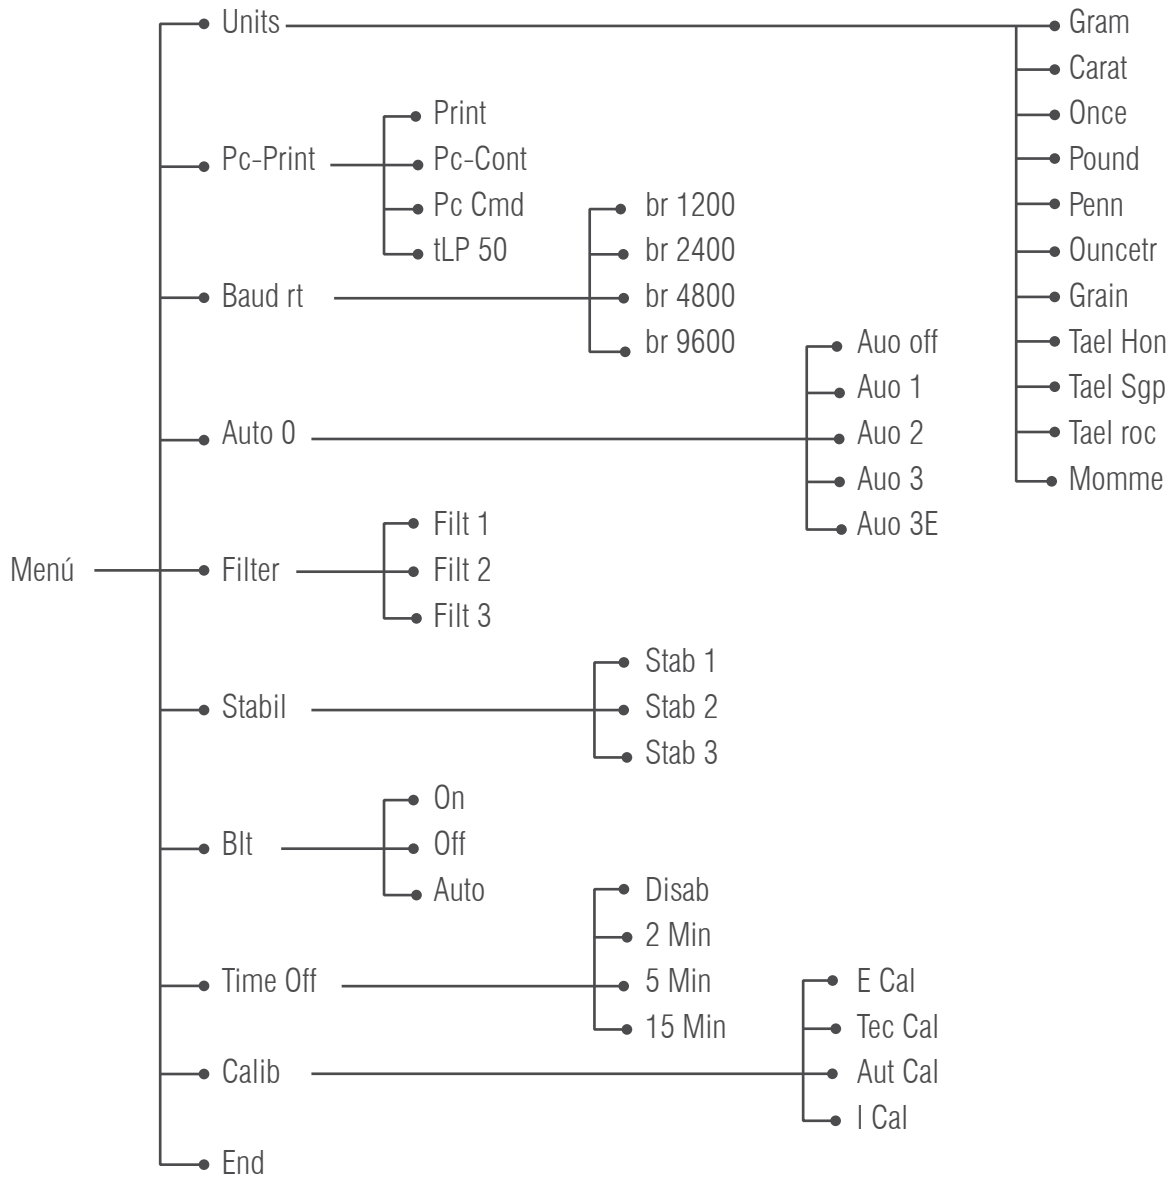 Menú
Units
Gram
Carat
Once
Pound
Penn
Ouncetr
Grain
Tael Hon
Tael Sgp
Tael roc
Momme
Pc-Print
Print
Pc-Cont
Pc Cmd
tLP 50
Baud rt
br 1200
br 2400
br 4800
br 9600
Auto 0
Auo off
Auo 1
Auo 2
Auo 3
Auo 3E
Filter
Filt 1
Filt 2
Filt 3
Stabil
Stab 1
Stab 2
Stab 3
Blt
On
Off
Auto
Time Off
Disab
2 Min
5 Min
15 Min
Calib
E Cal
Tec Cal
Aut Cal
I Cal
End